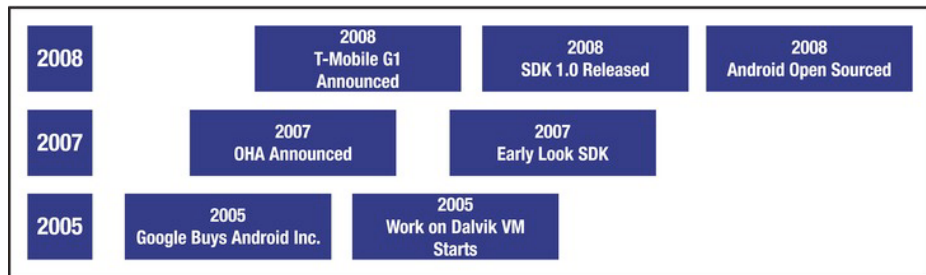 2008
2008
T-Mobile G1
Announced
2008
SDK 1.0 Released
2008
Android Open Sourced
2007
2007
OHA Announced
2007
Early Look SDK
2005
2005
Google Buys Android Inc.
2005
Work on Dalvik VM
Starts